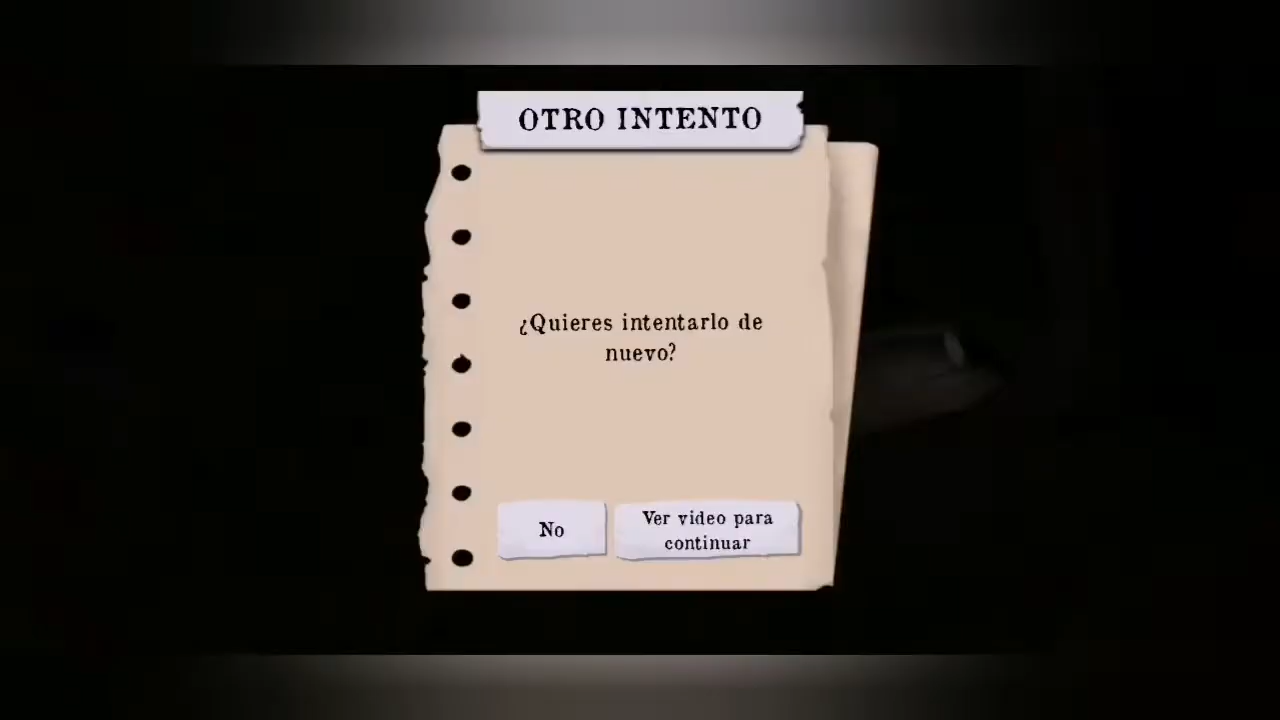 OTRO INTENTO
¿Quieres intentarlo de
nuevo?
No
Ver video para
continuar